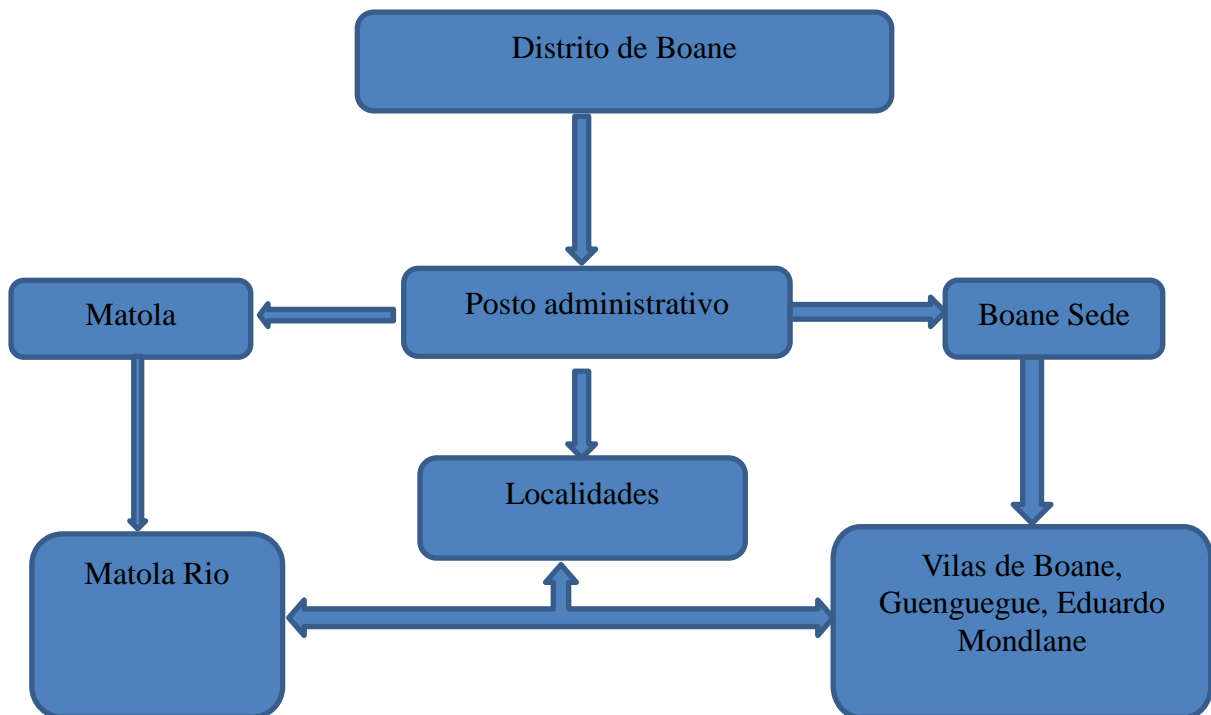 Distrito de Boane
Matola
Posto administrativo
Boane Sede
Localidades
Matola Rio
Vilas de Boane,
Guenguegue, Eduardo
Mondlane